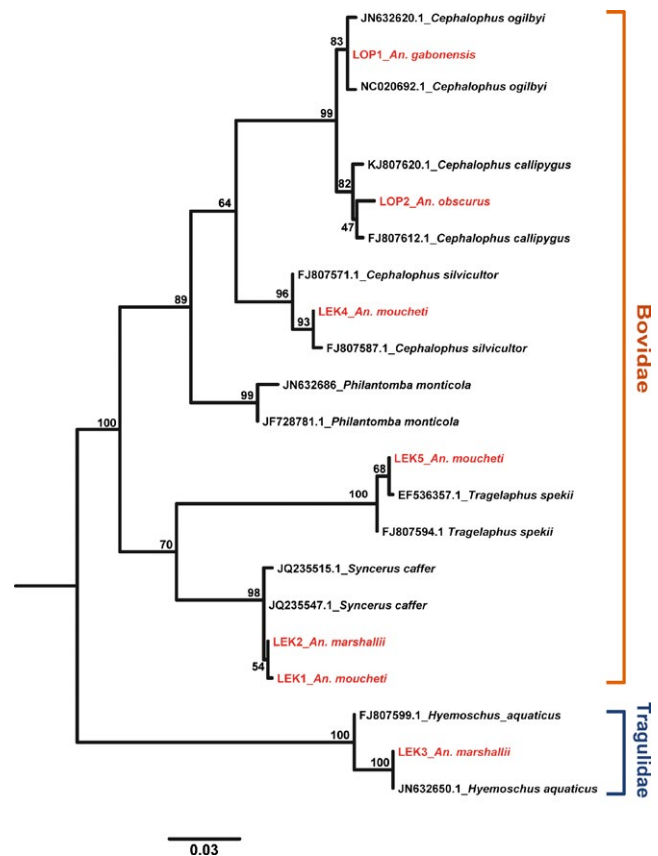 JN632620.1_Cephalophus ogilbyi
83
LOP1_An. gabonensis
NC020692.1_Cephalophus ogilbyi
99
KJ807620.1_Cephalophus callipygus
82
LOP2_An. obscurus
47
FJ807612.1_Cephalophus callipygus
64
FJ807571.1_Cephalophus silvicultor
96
LEK4_An. moucheti
93
FJ807587.1_Cephalophus silvicultor
89
JN632686_Philantomba monticola
99
JF728781.1_Philantomba monticola
100
LEK5_An. moucheti
68
100
EF536357.1_Tragelaphus spekii
FJ807594.1 Tragelaphus spekii
70
JQ235515.1_Syncerus caffer
98
JQ235547.1_Syncerus caffer
LEK2_An. marshallii
54
LEK1_An. moucheti
Bovidae
FJ807599.1_Hyemoschus_aquaticus
100
LEK3_An. marshallii
100
JN632650.1_Hyemoschus aquaticus
Tragulidae
0.03